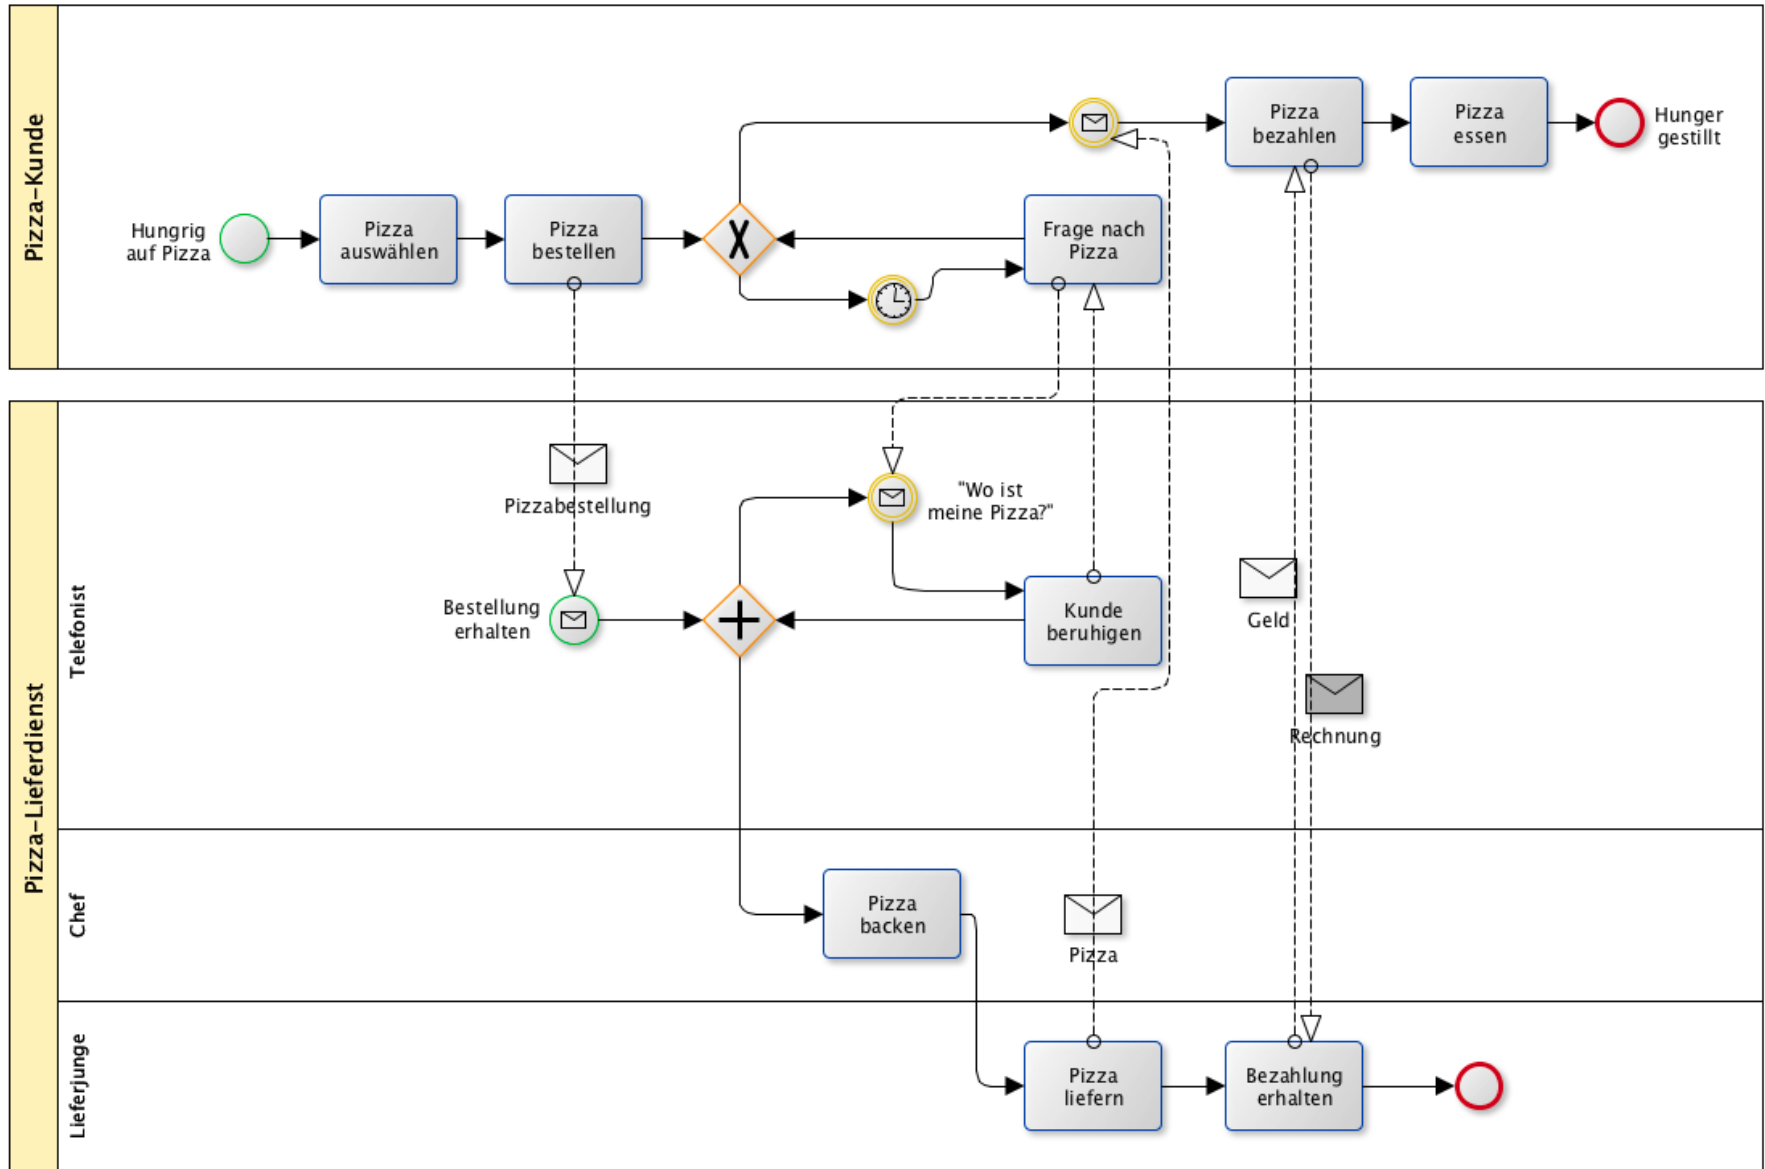 Pizza-Kunde
Hungrig
auf Pizza
Pizza
auswählen
Pizza
bestellen
Frage nach
Pizza
Pizza
bezahlen
Pizza
essen
Hunger
gestillt
Pizza-Lieferdienst
Telefonist
Pizzabestellung
Bestellung
erhalten
"Wo ist
meine Pizza?"
Kunde
beruhigen
Geld
Rechnung
Chef
Pizza
backen
Pizza
Lieferjunge
Pizza
liefern
Bezahlung
erhalten